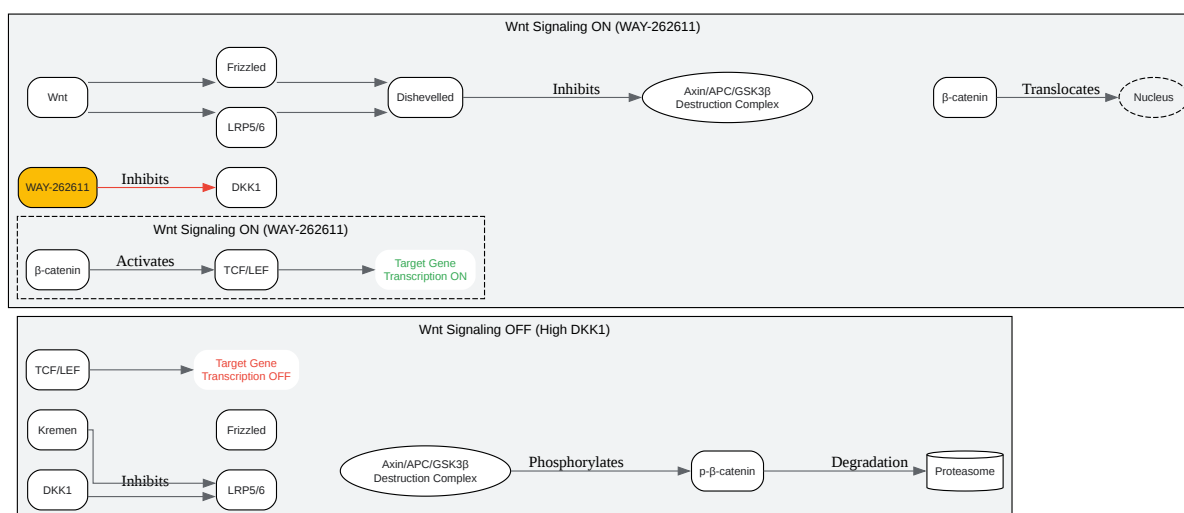 Wnt Signaling ON (WAY-262611)
Wnt
Frizzled
LRP5/6
Dishevelled
Inhibits
Axin/APC/GSK3β
Destruction Complex
β-catenin
Translocates
Nucleus
WAY-262611
Inhibits
DKK1
Wnt Signaling ON (WAY-262611)
β-catenin
Activates
TCF/LEF
Target Gene
Transcription ON
Wnt Signaling OFF (High DKK1)
TCF/LEF
Target Gene
Transcription OFF
Kremen
Frizzled
DKK1
Inhibits
LRP5/6
Axin/APC/GSK3β
Destruction Complex
Phosphorylates
p-β-catenin
Degradation
Proteasome